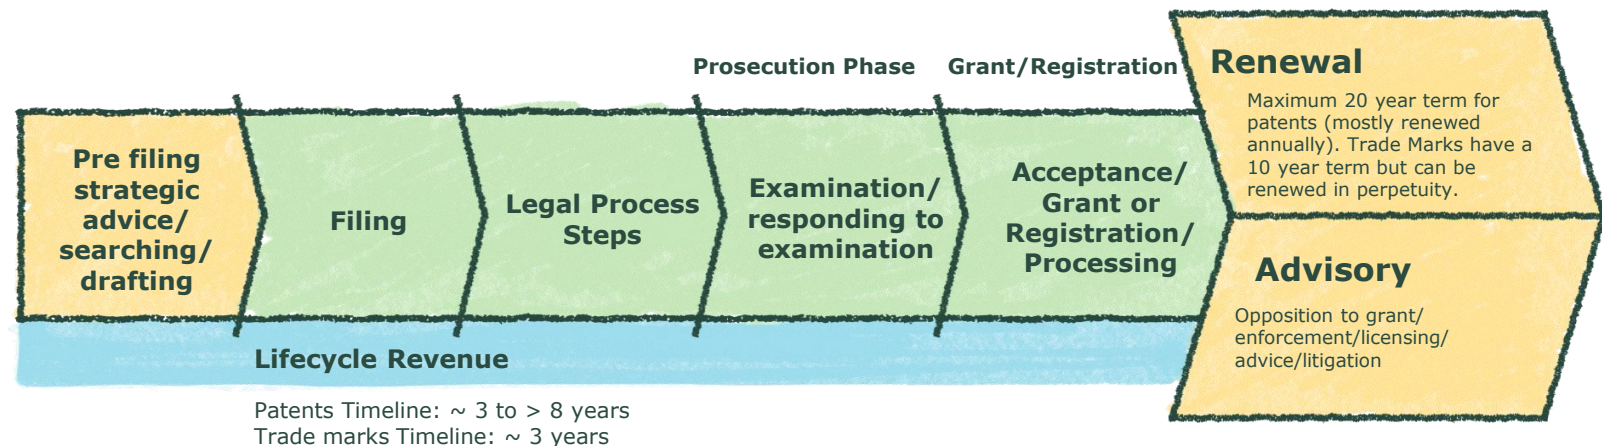 Prosecution Phase
Grant/Registration
Pre filing
strategic
advice/
searching/
drafting
Filing
Legal Process
Steps
Examination/
responding to
examination
Acceptance/
Grant or
Registration/
Processing
Renewal
Maximum 20 year term for
patents (mostly renewed
annually). Trade Marks have a
10 year term but can be
renewed in perpetuity.
Advisory
Opposition to grant/
enforcement/licensing/
advice/litigation
Lifecycle Revenue
Patents Timeline: ~ 3 to > 8 years
Trade marks Timeline: ~ 3 years